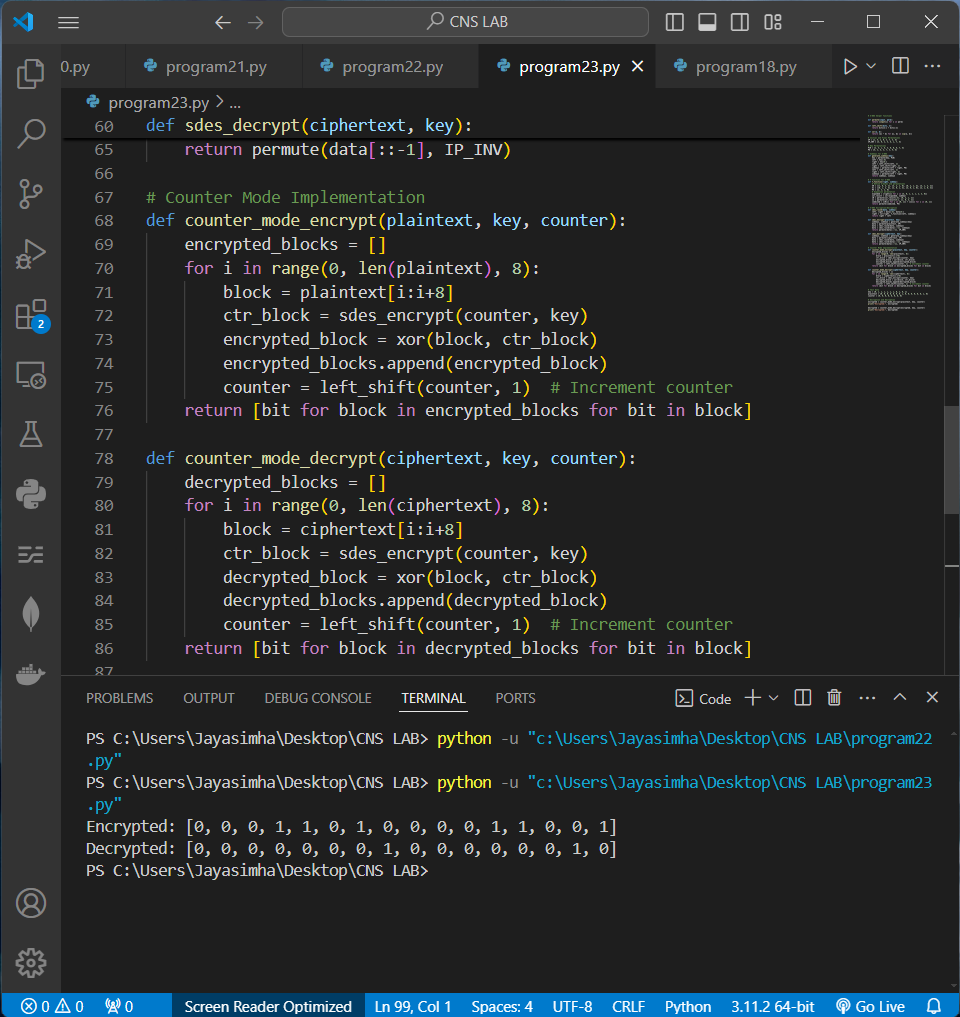 CNS LAB
0.py program21.py program22.py program23.py program18.py
program23.py > ...
60 def sdes_decrypt(ciphertext, key):
65 return permute(data[::-1], IP_INV)
66
67 # Counter Mode Implementation
68 def counter_mode_encrypt(plaintext, key, counter):
69 encrypted_blocks = []
70 for i in range(0, len(plaintext), 8):
71 block = plaintext[i:i+8]
72 ctr_block = sdes_encrypt(counter, key)
73 encrypted_block = xor(block, ctr_block)
74 encrypted_blocks.append(encrypted_block)
75 counter = left_shift(counter, 1)  # Increment counter
76 return [bit for block in encrypted_blocks for bit in block]
77
78 def counter_mode_decrypt(ciphertext, key, counter):
79 decrypted_blocks = []
80 for i in range(0, len(ciphertext), 8):
81 block = ciphertext[i:i+8]
82 ctr_block = sdes_encrypt(counter, key)
83 decrypted_block = xor(block, ctr_block)
84 decrypted_blocks.append(decrypted_block)
85 counter = left_shift(counter, 1)  # Increment counter
86 return [bit for block in decrypted_blocks for bit in block]
87
2
PROBLEMS OUTPUT DEBUG CONSOLE TERMINAL PORTS Code
PS C:\Users\Jayasimha\Desktop\CNS LAB> python -u "c:\Users\Jayasimha\Desktop\CNS LAB\program22
.py"
PS C:\Users\Jayasimha\Desktop\CNS LAB> python -u "c:\Users\Jayasimha\Desktop\CNS LAB\program23
.py"
Encrypted: [0, 0, 0, 1, 1, 0, 1, 0, 0, 0, 0, 1, 1, 0, 0, 1]
Decrypted: [0, 0, 0, 0, 0, 0, 0, 1, 0, 0, 0, 0, 0, 0, 1, 0]
PS C:\Users\Jayasimha\Desktop\CNS LAB>
0 0 0 Screen Reader Optimized Ln 99, Col 1 Spaces: 4 UTF-8 CRLF Python 3.11.2 64-bit Go Live